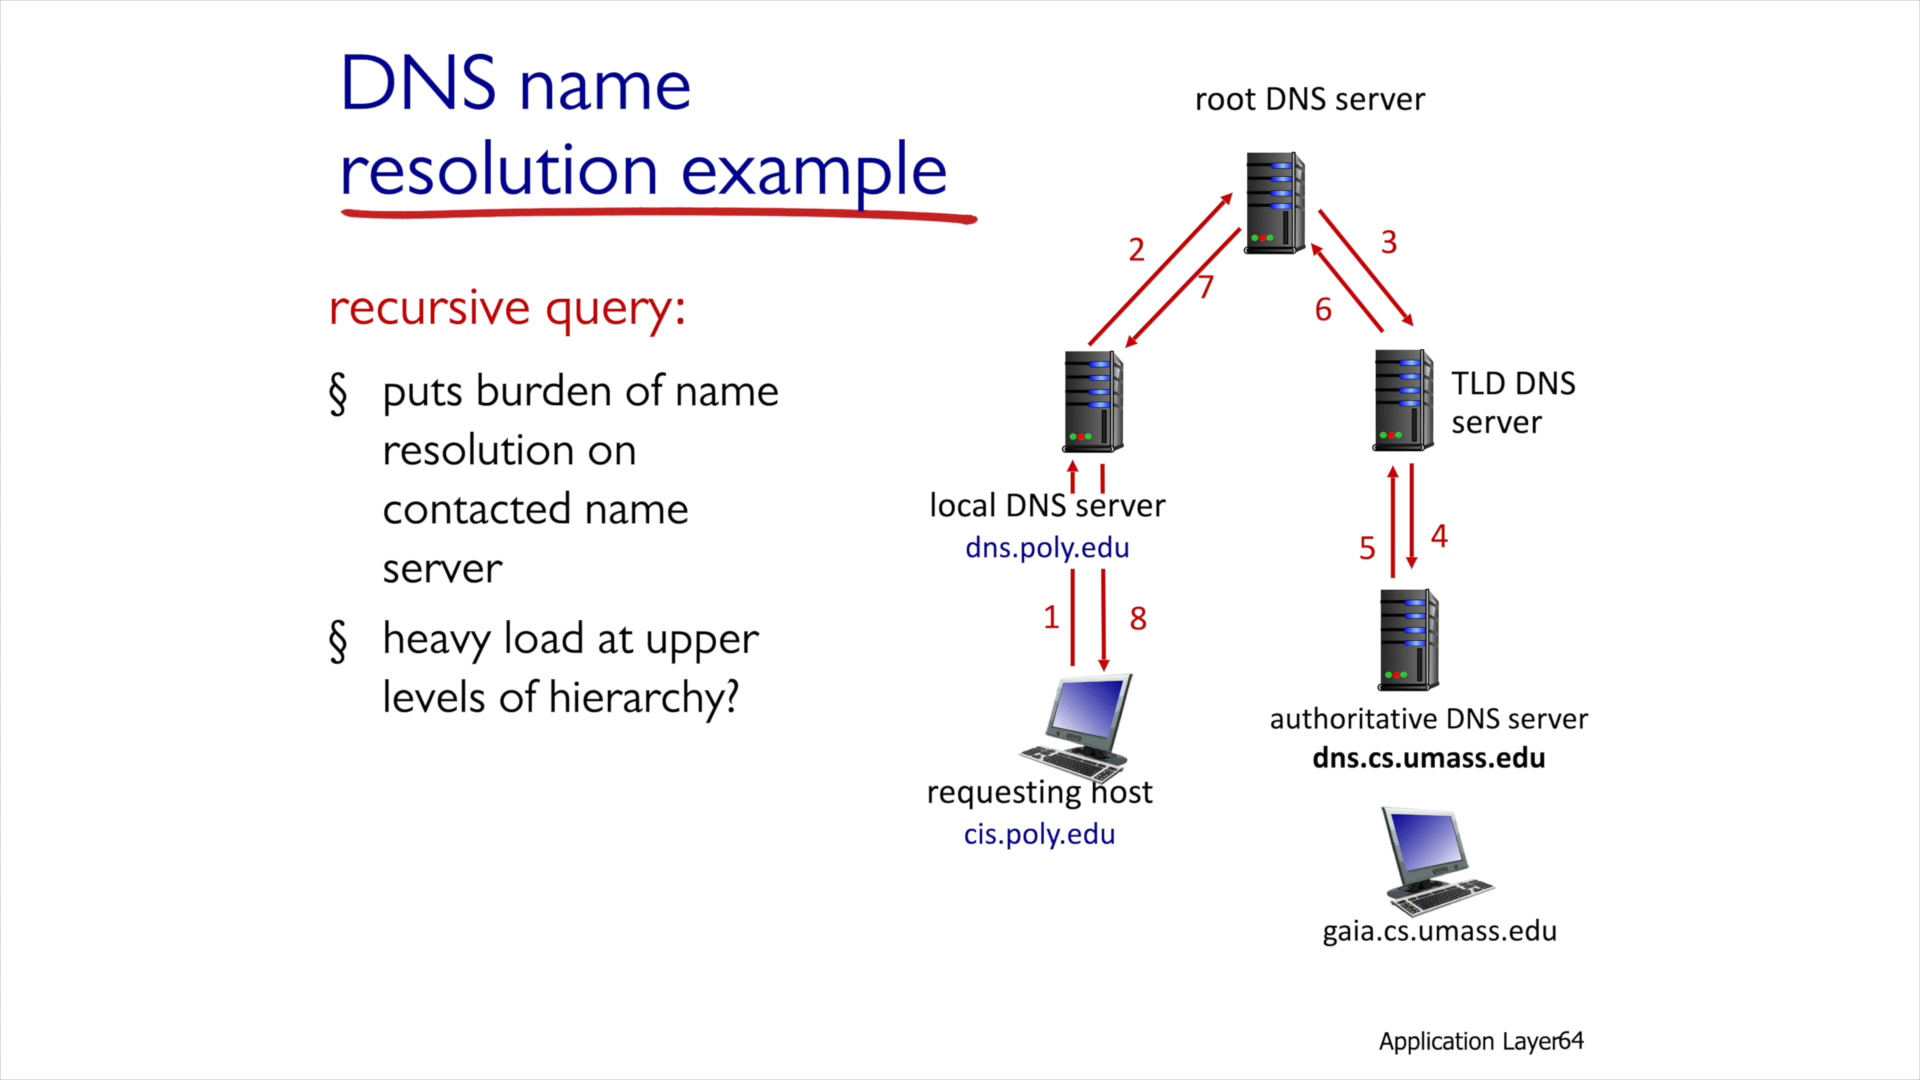 DNS name
resolution example
recursive query:
§ puts burden of name
resolution on
contacted name
server
§ heavy load at upper
levels of hierarchy?
root DNS server
2
3
7
6
TLD DNS
server
local DNS server
dns.poly.edu
5
4
1
8
authoritative DNS server
dns.cs.umass.edu
requesting host
cis.poly.edu
gaia.cs.umass.edu
Application Layer64